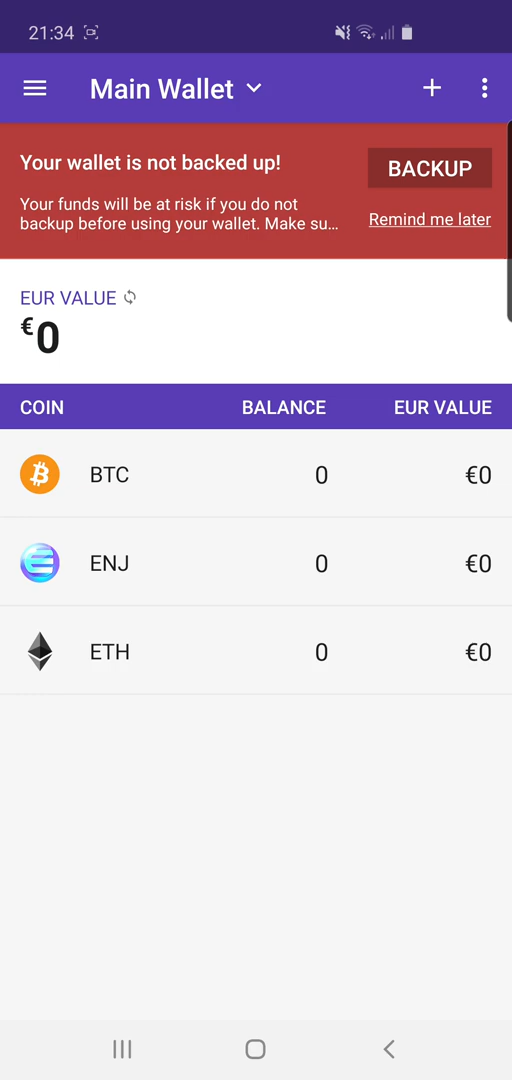 21:34
Main Wallet
Your wallet is not backed up!
BACKUP
Your funds will be at risk if you do not
backup before using your wallet. Make su...
Remind me later
EUR VALUE
€0
COIN BALANCE EUR VALUE
BTC 0 €0
ENJ 0 €0
ETH 0 €0